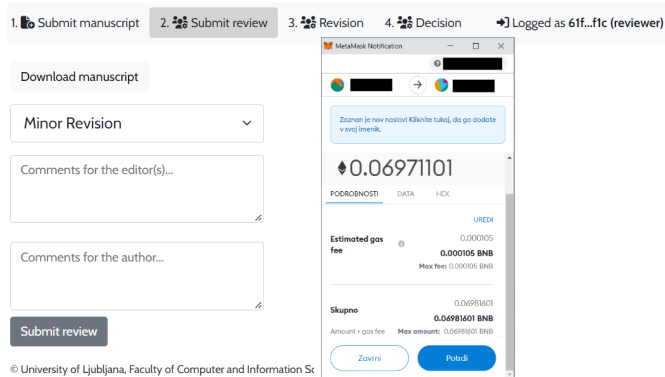 1. Submit manuscript 2. Submit review 3. Revision 4. Decision Logged as 61f...f1c (reviewer)
Download manuscript
Minor Revision
Comments for the editor(s)...
Comments for the author...
Submit review
© University of Ljubljana, Faculty of Computer and Information Sc
MetaMask Notification
Zaznan je nov naslov! Kliknite tukaj, da ga dodate
v svoj imenik.
0.06971101
PODROBNOSTI DATA HEX
UREDI
Estimated gas 0.000105
fee 0.000105 BNB
Max fee: 0.000105 BNB
Skupno 0.06981601
0.06981601 BNB
Amount + gas fee Max amount: 0.06981601 BNB
Zavrni Potrdi